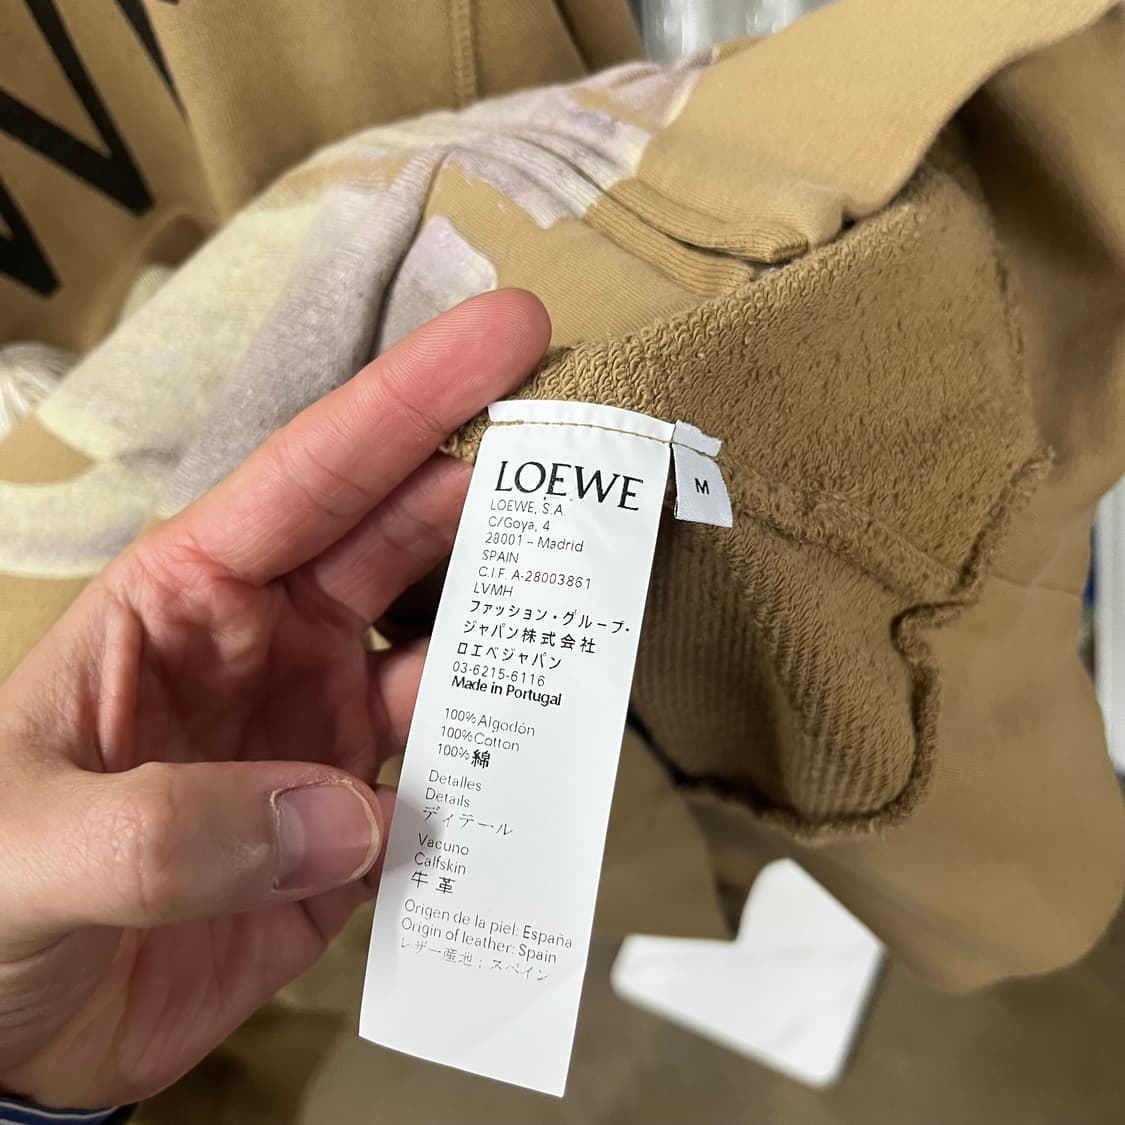 LOEWE
M
LOEWE, S.A.
C/Goya, 4
28001 – Madrid
SPAIN
C.I.F. A-28003861
LVMH
ファッション・グループ・
ジャパン株式会社
ロエベジャパン
03-6215-6116
Made in Portugal
100% Algodón
100% Cotton
100% 綿
Detalles
Details
ディテール
Vacuno
Calfskin
牛革
Origen de la piel: España
Origin of leather: Spain
レザー産地：スペイン